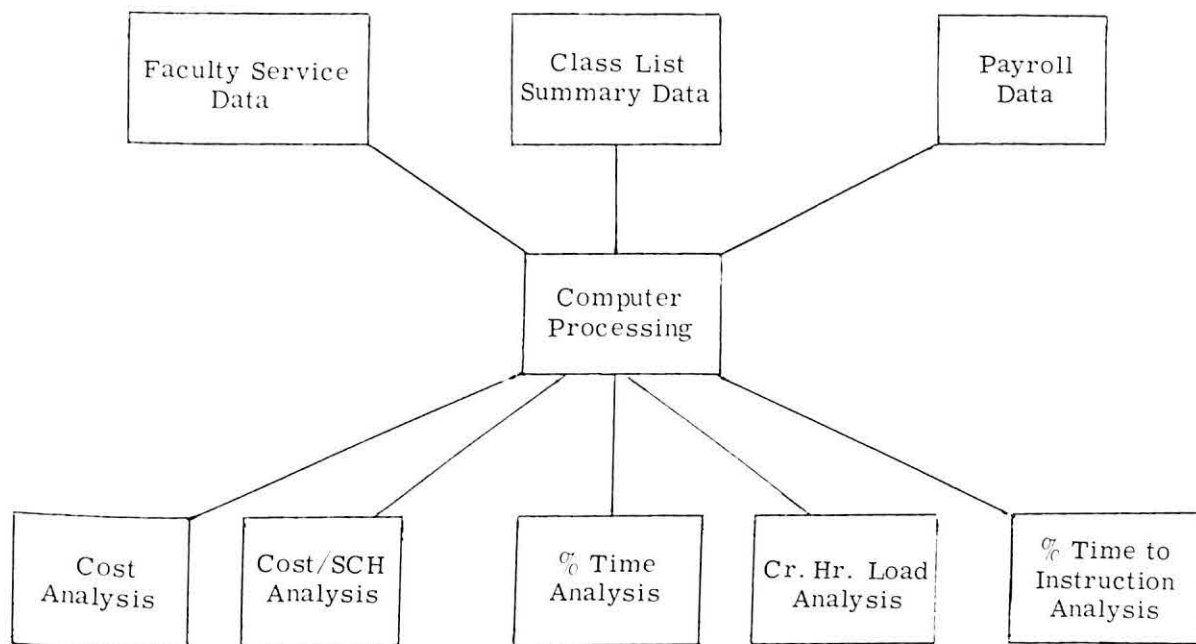 Faculty Service
Data
Class List
Summary Data
Payroll
Data
Computer
Processing
Cost
Analysis
Cost/SCH
Analysis
% Time
Analysis
Cr. Hr. Load
Analysis
% Time to
Instruction
Analysis